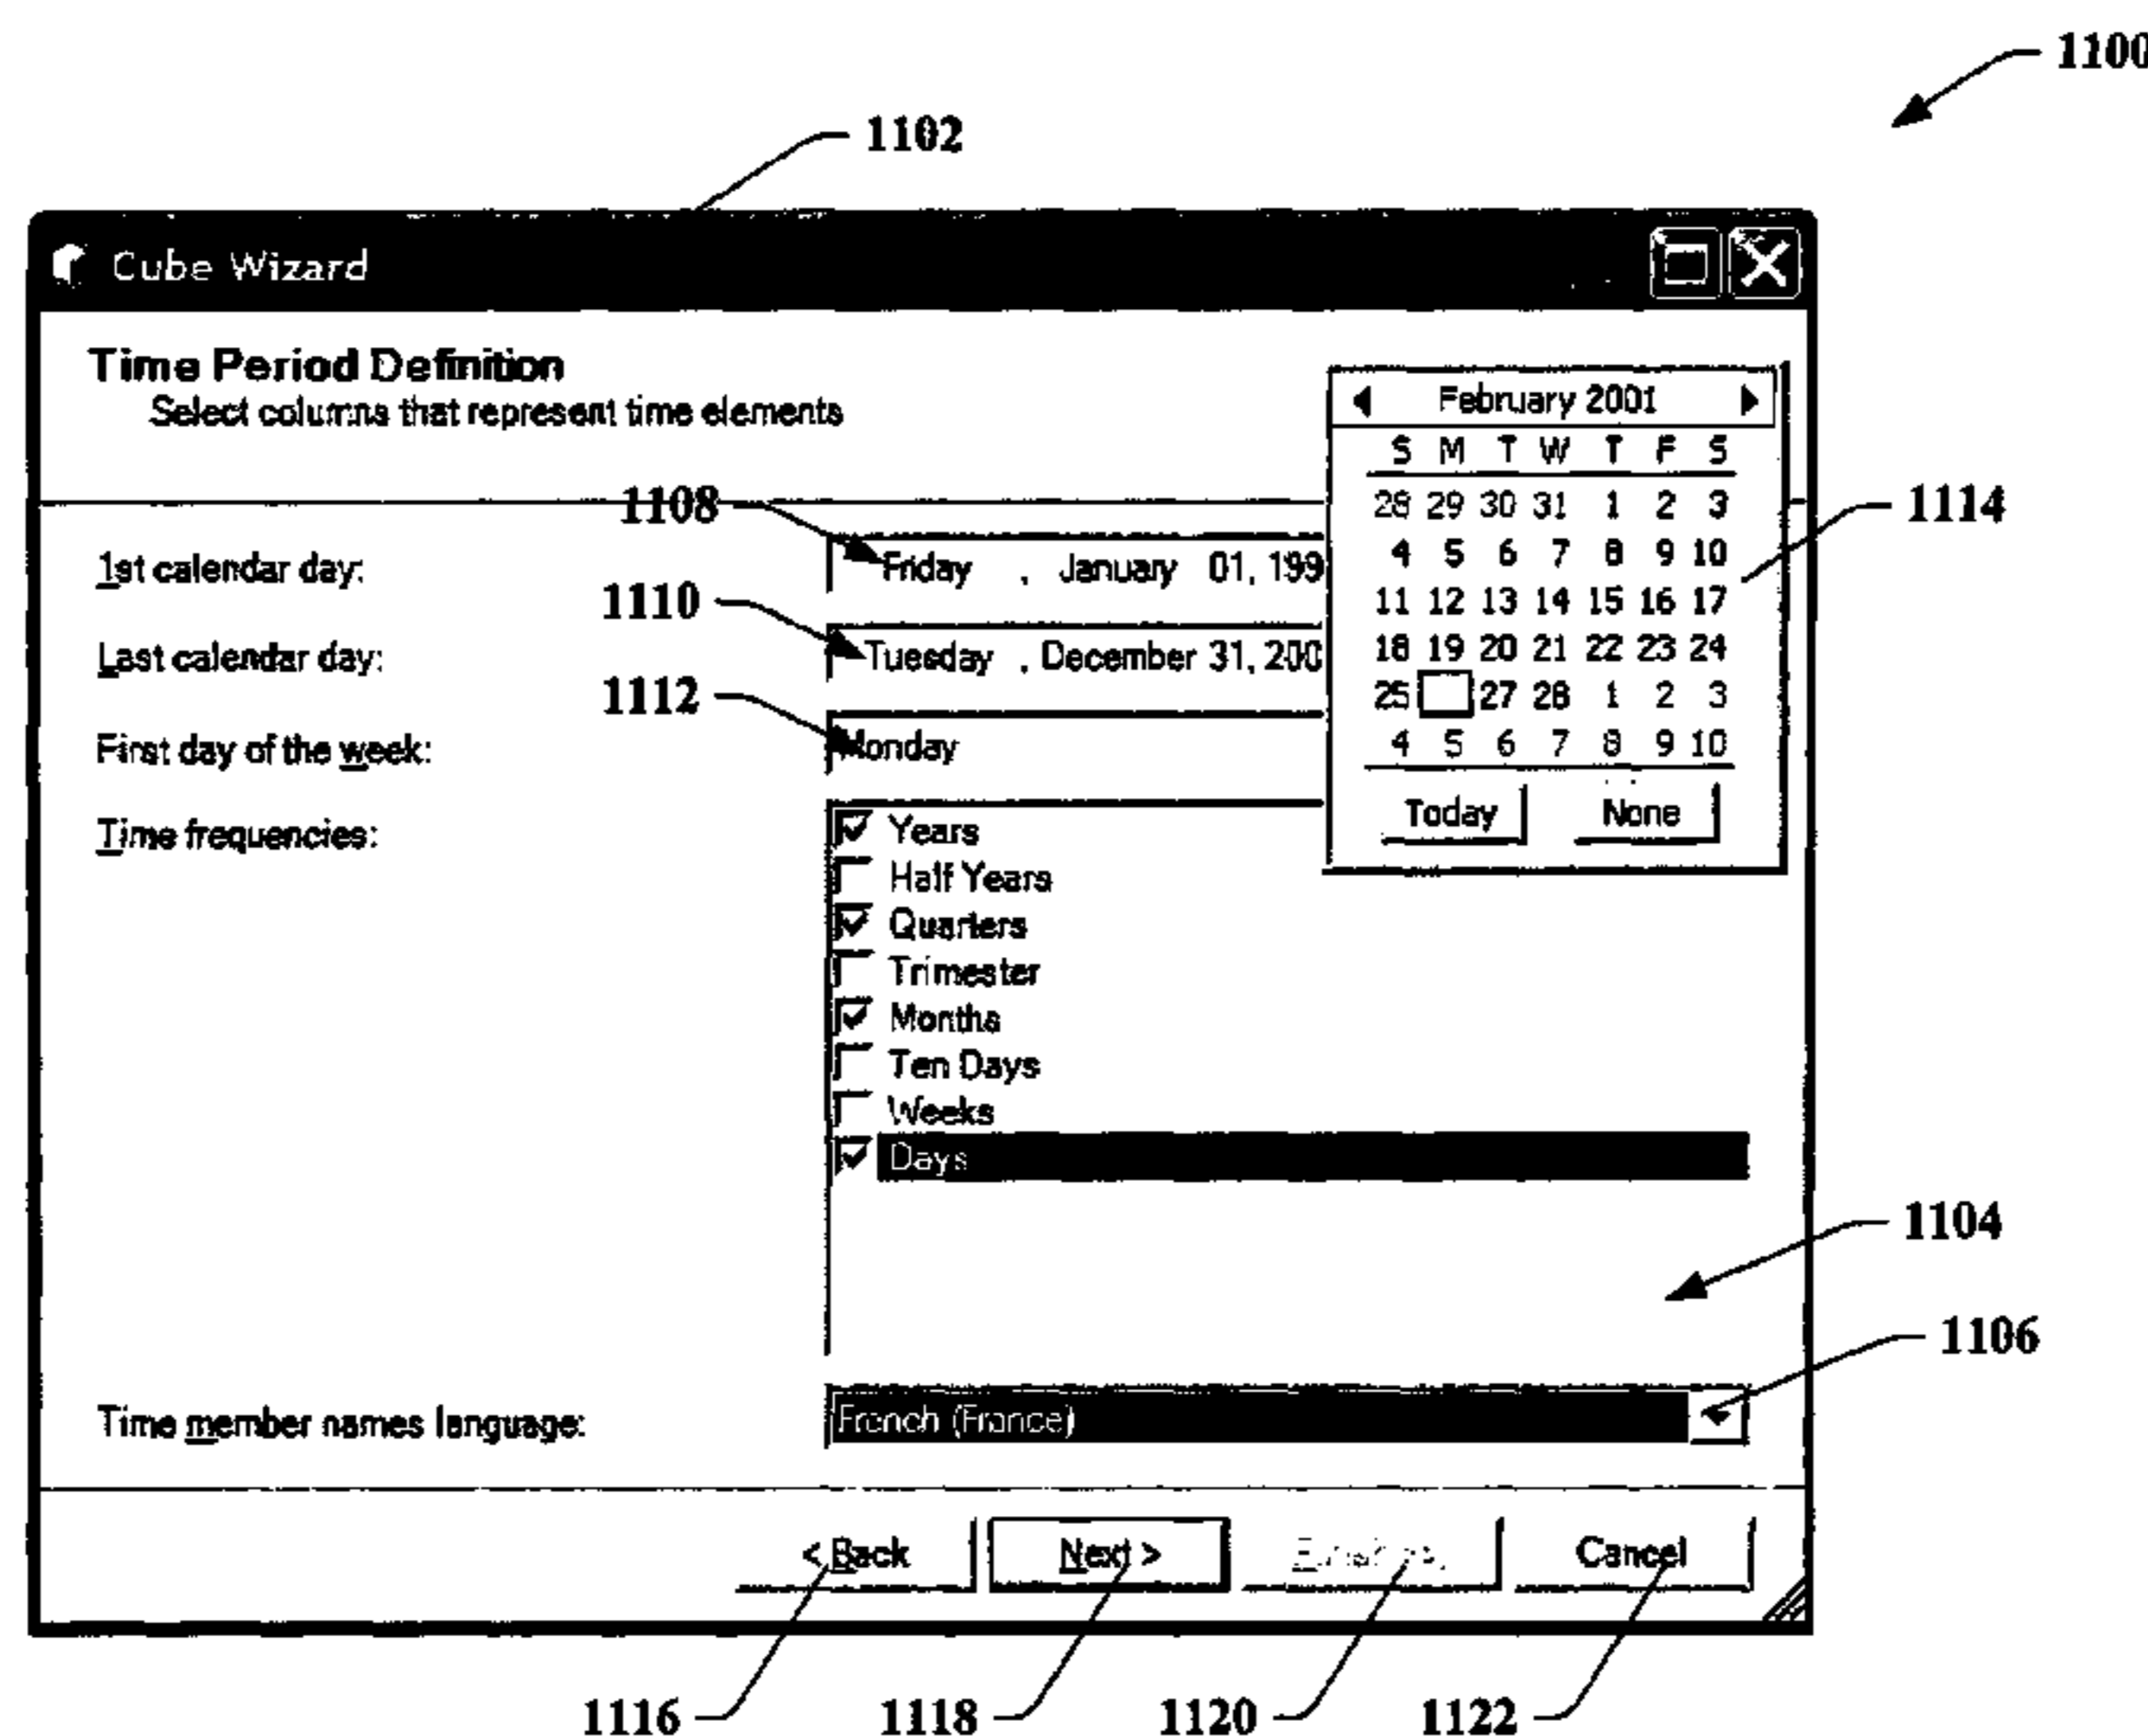 1100
1102
Cube Wizard
Time Period Definition
Select columns that represent time elements
February 2001
S M T W T F S
28 29 30 31 1 2 3
4 5 6 7 8 9 10
11 12 13 14 15 16 17
18 19 20 21 22 23 24
25 27 28 1 2 3
4 5 6 7 8 9 10
Today None
1114
1108
1st calendar day: Friday , January 01, 199
1110
Last calendar day: Tuesday , December 31, 200
1112
First day of the week: Monday
Time frequencies:
Years
Half Years
Quarters
Trimester
Months
Ten Days
Weeks
Days
1104
1106
Time member names language: French (France)
< Back Next > Cancel
1116 1118 1120 1122